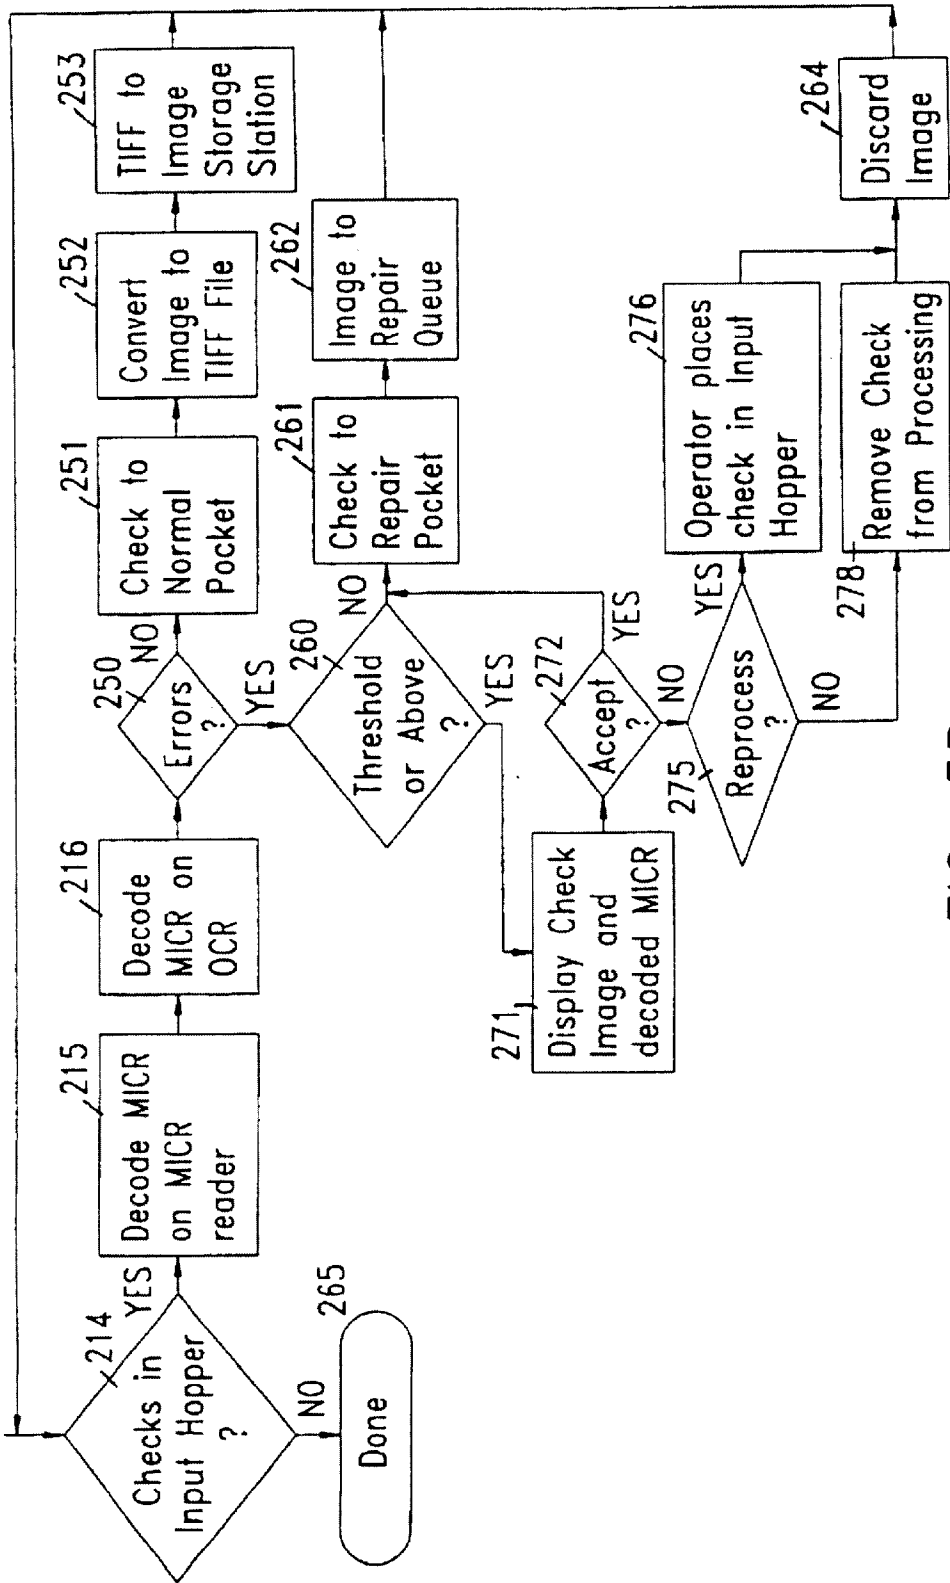 Checks in
Input Hopper
?
214
YES
NO
265
Done
215
Decode MICR
on MICR
reader
216
Decode
MICR on
OCR
250
Errors
?
NO
YES
251
Check to
Normal
Pocket
252
Convert
Image to
TIFF File
253
TIFF to
Image
Storage
Station
260
Threshold
or Above
?
NO
YES
261
Check to
Repair
Pocket
262
Image to
Repair
Queue
271
Display Check
Image and
decoded MICR
272
Accept
?
YES
NO
275
Reprocess
?
YES
NO
276
Operator places
check in Input
Hopper
278
Remove Check
from Processing
264
Discard
Image